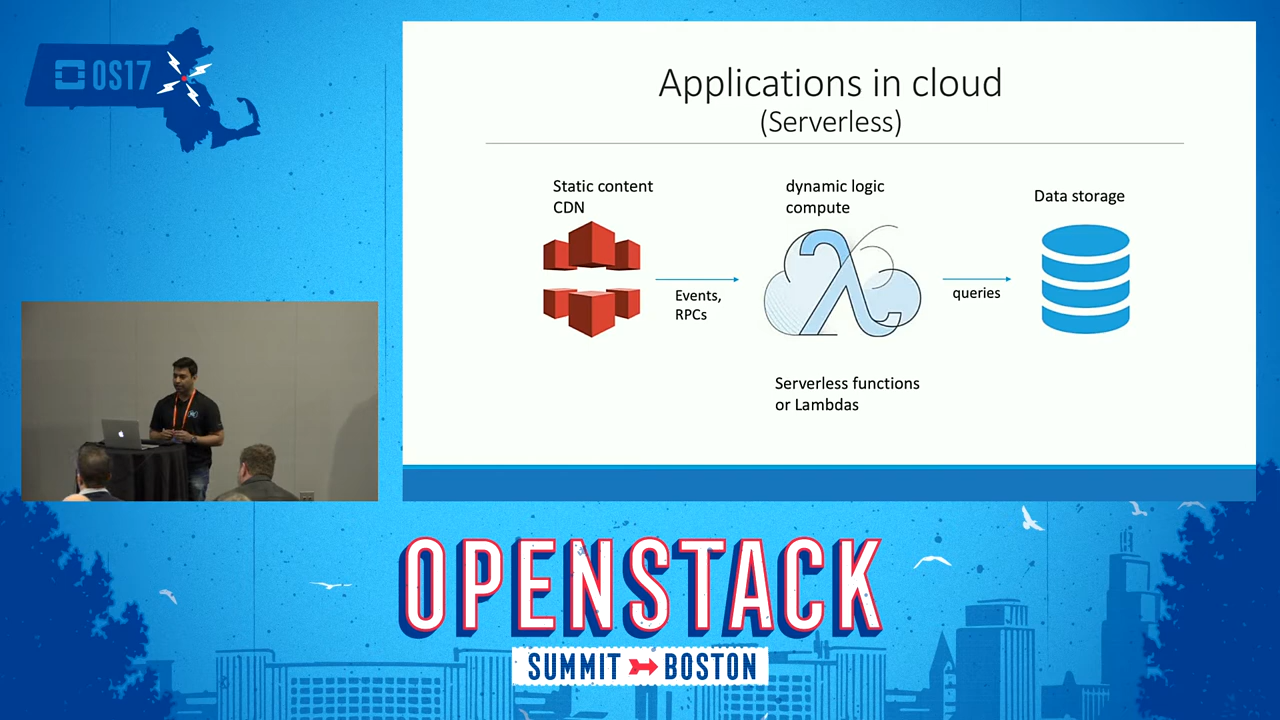 OS17
Applications in cloud
(Serverless)
Static content
CDN
dynamic logic
compute
Data storage
Events,
RPCs
queries
Serverless functions
or Lambdas
OPENSTACK
SUMMIT BOSTON